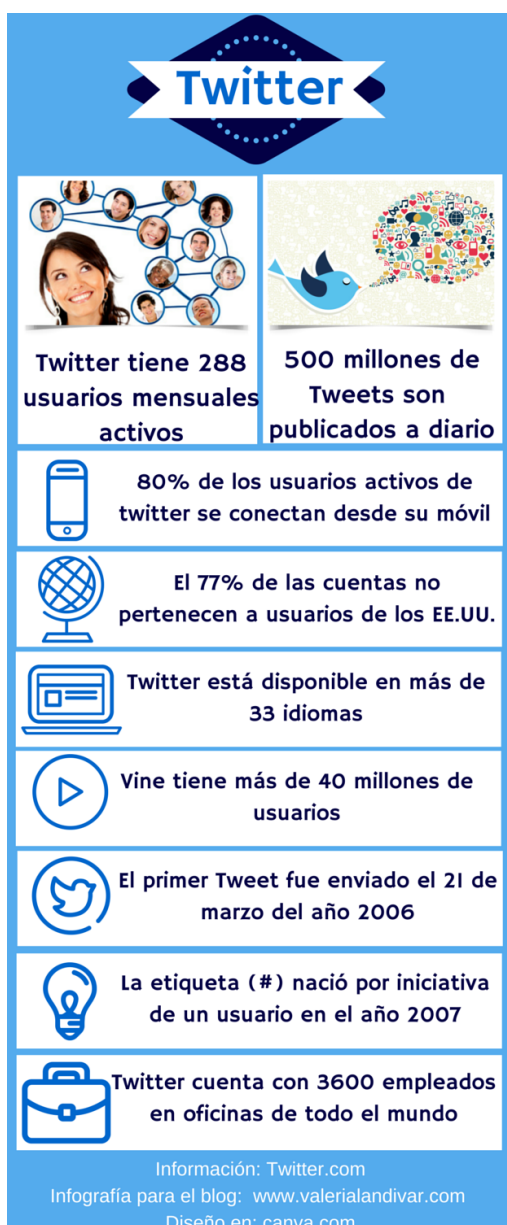 Twitter
SMS
Twitter tiene 288
usuarios mensuales
activos
500 millones de
Tweets son
publicados a diario
80% de los usuarios activos de
twitter se conectan desde su móvil
El 77% de las cuentas no
pertenecen a usuarios de los EE.UU.
Twitter está disponible en más de
33 idiomas
Vine tiene más de 40 millones de
usuarios
El primer Tweet fue enviado el 21 de
marzo del año 2006
La etiqueta (#) nació por iniciativa
de un usuario en el año 2007
Twitter cuenta con 3600 empleados
en oficinas de todo el mundo
Información: Twitter.com
Infografía para el blog: www.valerialandivar.com
Diseño en: canva.com